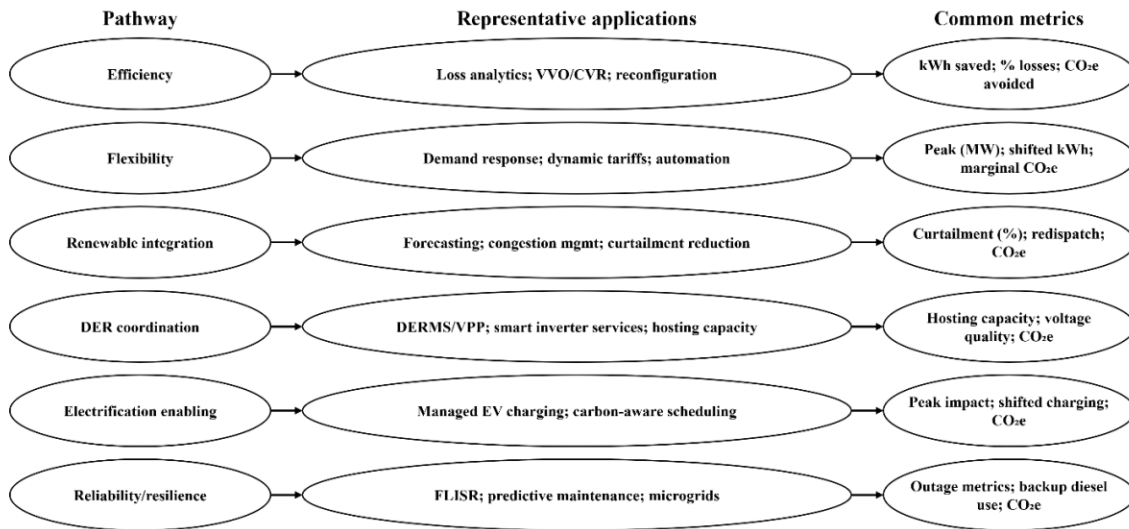 Pathway
Representative applications
Common metrics
Efficiency
Loss analytics; VVO/CVR; reconfiguration
kWh saved; % losses; CO₂e
avoided
Flexibility
Demand response; dynamic tariffs; automation
Peak (MW); shifted kWh;
marginal CO₂e
Renewable integration
Forecasting; congestion mgmt; curtailment reduction
Curtailment (%); redispatch;
CO₂e
DER coordination
DERMS/VPP; smart inverter services; hosting capacity
Hosting capacity; voltage
quality; CO₂e
Electrification enabling
Managed EV charging; carbon-aware scheduling
Peak impact; shifted charging;
CO₂e
Reliability/resilience
FLISR; predictive maintenance; microgrids
Outage metrics; backup diesel
use; CO₂e